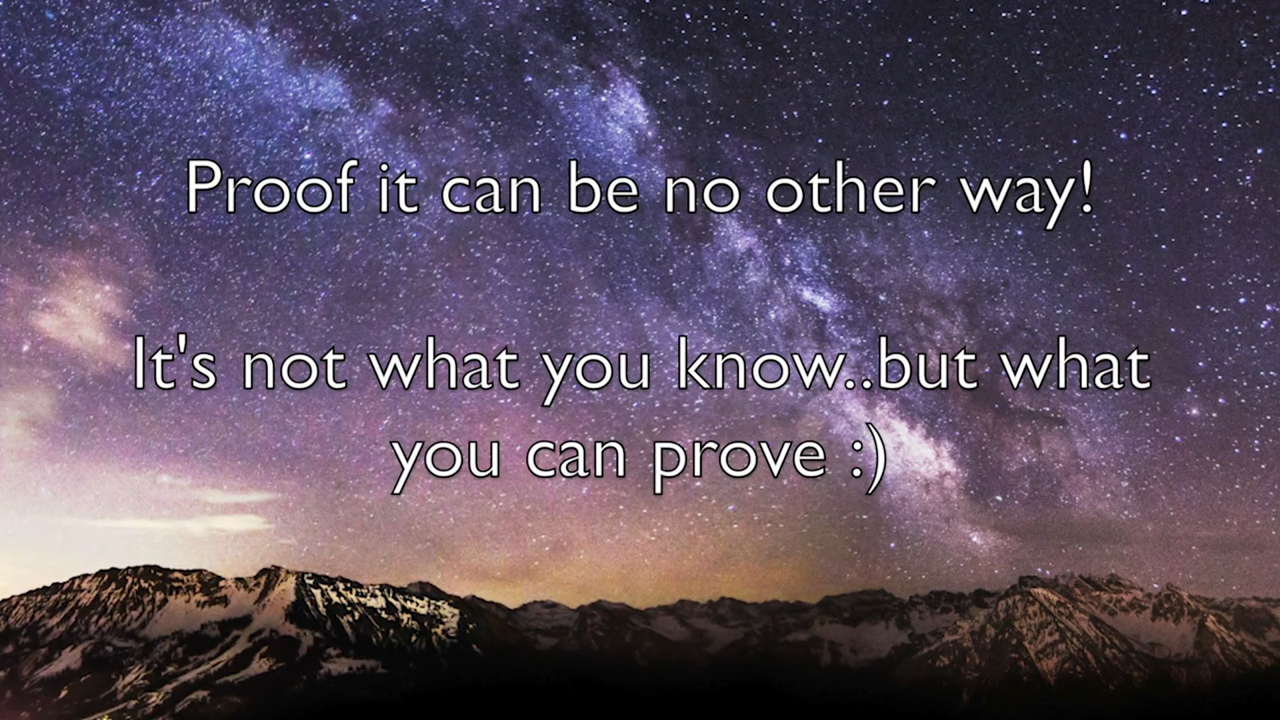 Proof it can be no other way!
It's not what you know..but what
you can prove :)